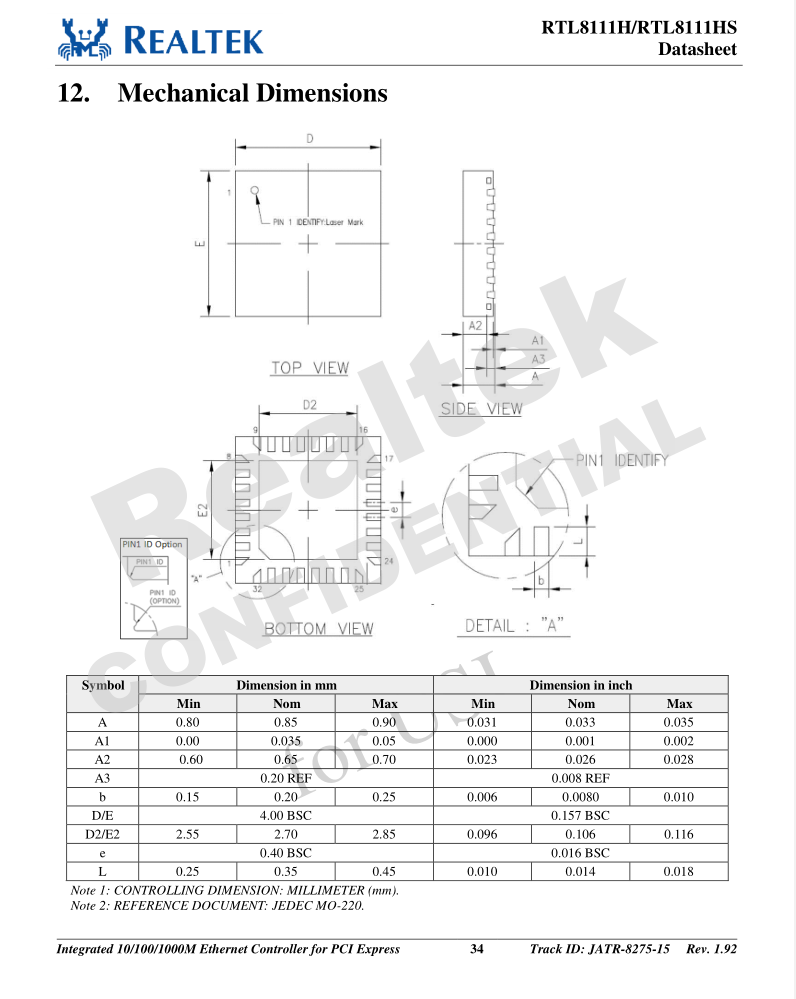 REALTEK
RTL8111H/RTL8111HS
Datasheet
12. Mechanical Dimensions
D
1
PIN 1 IDENTIFY:Laser Mark
E
TOP VIEW
A2
A1
A3
A
SIDE VIEW
D2
9
16
8
17
E2
e
1
24
"A"
32
25
BOTTOM VIEW
PIN1 ID Option
PIN1 ID
PIN1 ID
(OPTION)
PIN1 IDENTIFY
L
b
DETAIL : "A"
Realtek
CONFIDENTIAL
for USI
Symbol Dimension in mm Dimension in inch
Min Nom Max Min Nom Max
A 0.80 0.85 0.90 0.031 0.033 0.035
A1 0.00 0.035 0.05 0.000 0.001 0.002
A2 0.60 0.65 0.70 0.023 0.026 0.028
A3 0.20 REF 0.008 REF
b 0.15 0.20 0.25 0.006 0.0080 0.010
D/E 4.00 BSC 0.157 BSC
D2/E2 2.55 2.70 2.85 0.096 0.106 0.116
e 0.40 BSC 0.016 BSC
L 0.25 0.35 0.45 0.010 0.014 0.018
Note 1: CONTROLLING DIMENSION: MILLIMETER (mm).
Note 2: REFERENCE DOCUMENT: JEDEC MO-220.
Integrated 10/100/1000M Ethernet Controller for PCI Express 34 Track ID: JATR-8275-15 Rev. 1.92